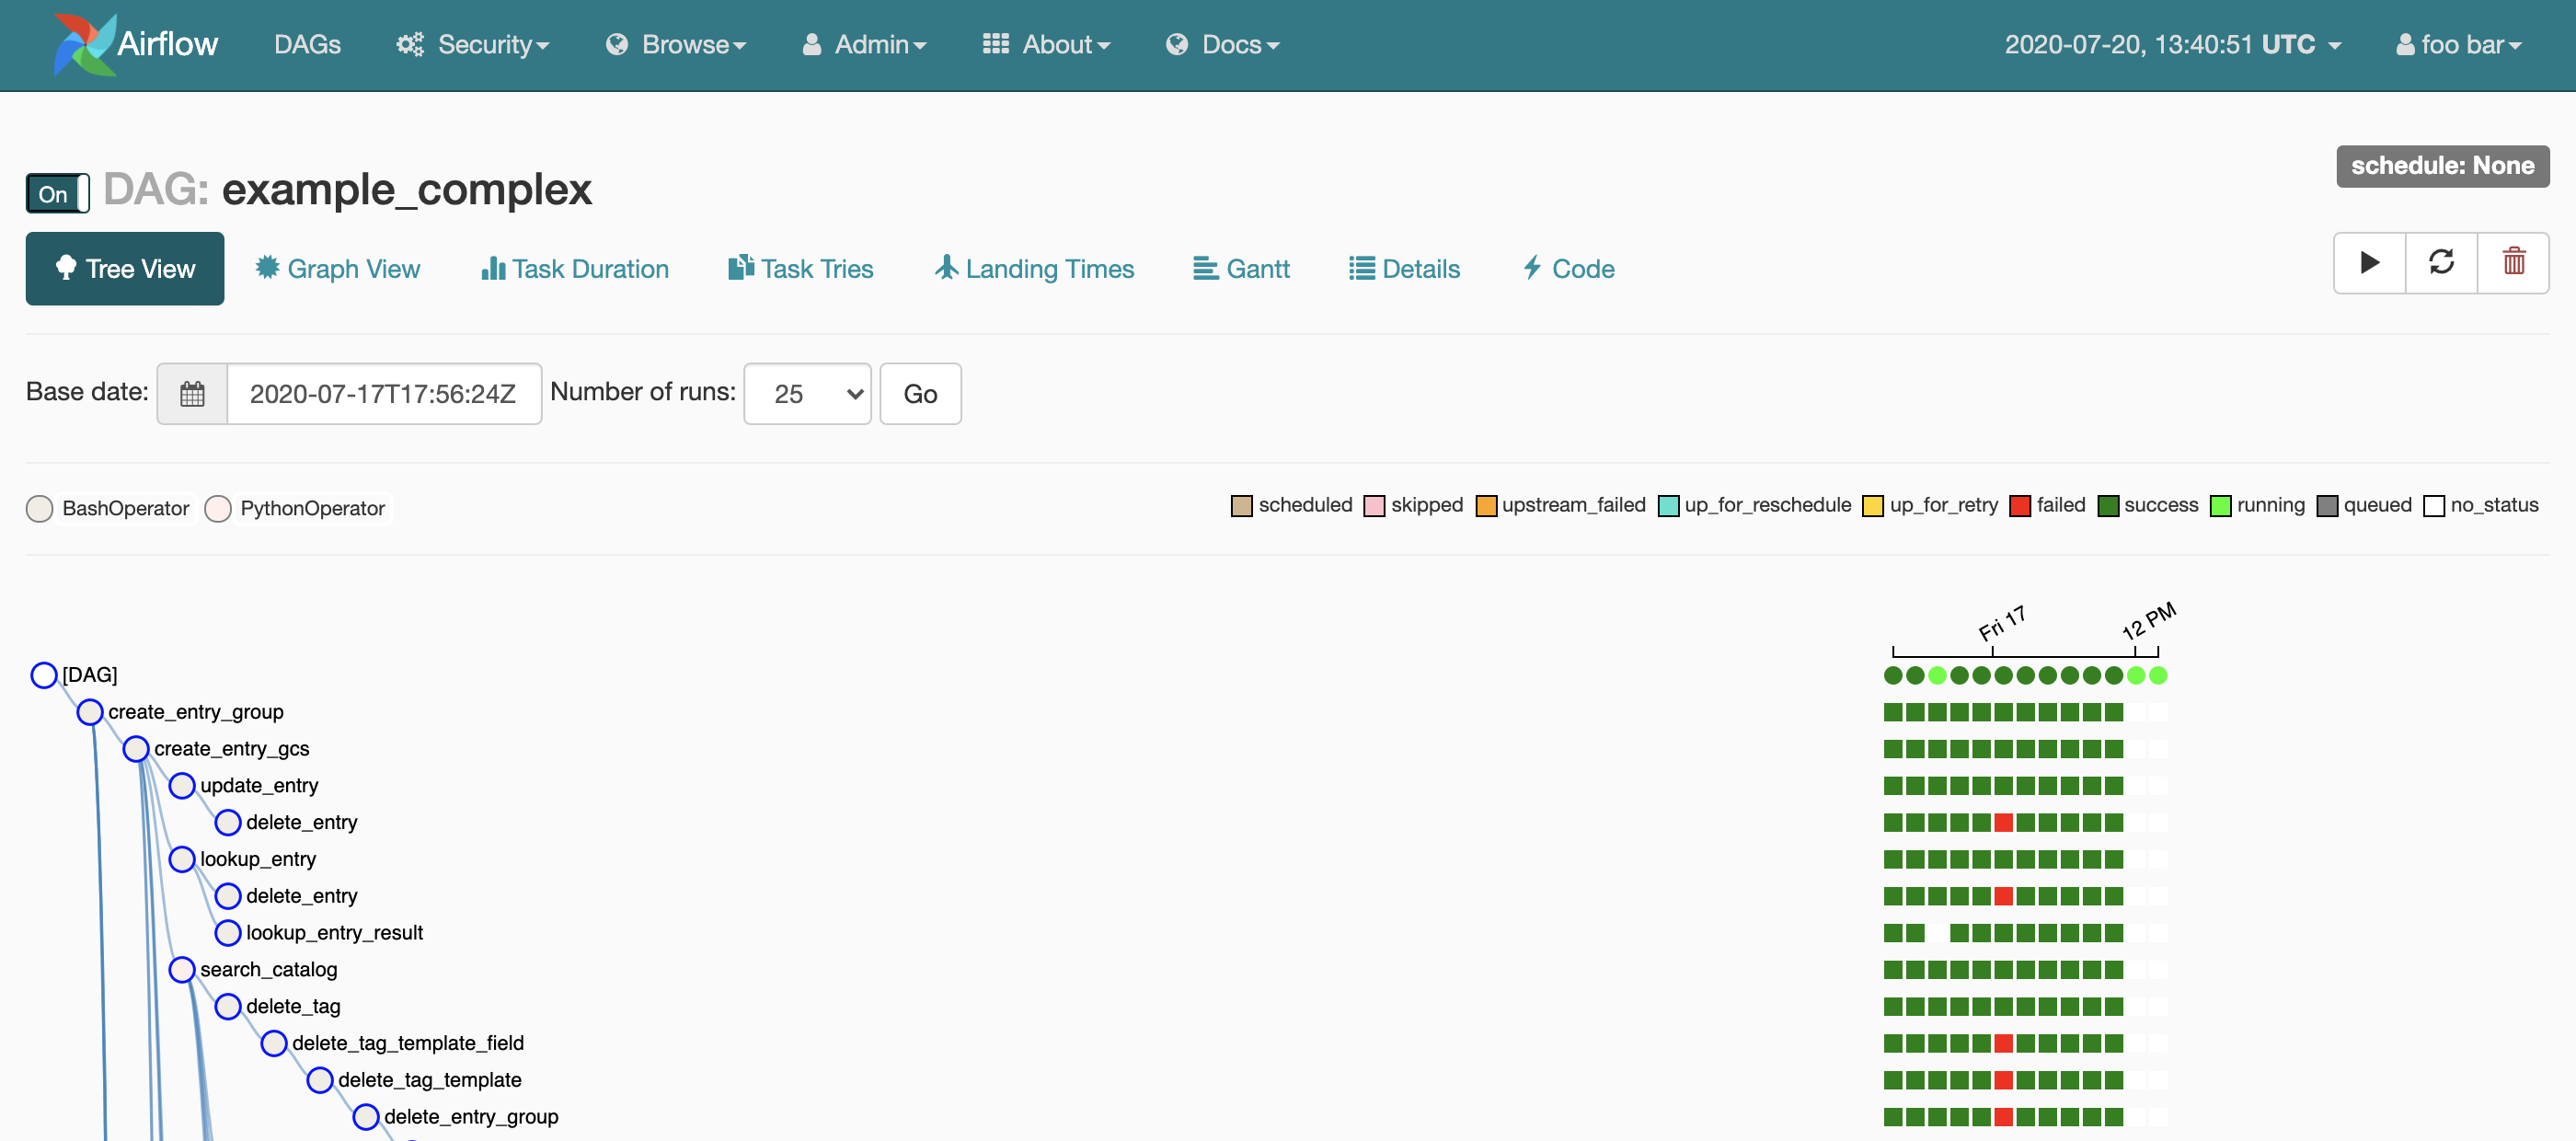 Airflow DAGs Security Browse Admin About Docs 2020-07-20, 13:40:51 UTC foo bar
schedule: None
On DAG: example_complex
Tree View Graph View Task Duration Task Tries Landing Times Gantt Details Code
Base date: 2020-07-17T17:56:24Z Number of runs: 25 Go
BashOperator PythonOperator scheduled skipped upstream_failed up_for_reschedule up_for_retry failed success running queued no_status
Fri 17 12 PM
[DAG]
create_entry_group
create_entry_gcs
update_entry
delete_entry
lookup_entry
delete_entry
lookup_entry_result
search_catalog
delete_tag
delete_tag_template_field
delete_tag_template
delete_entry_group